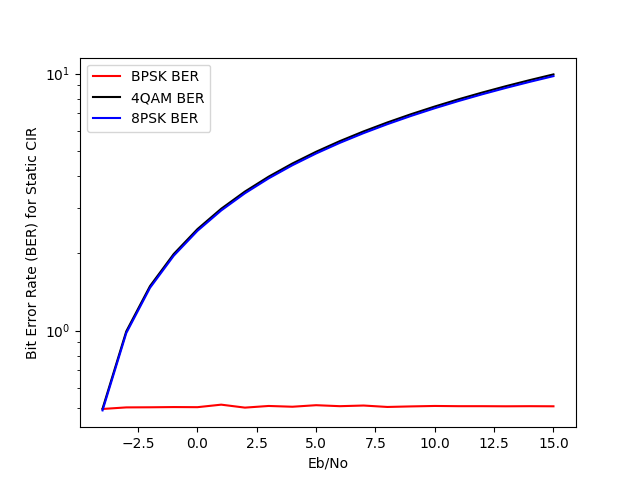 BPSK BER
4QAM BER
8PSK BER
Bit Error Rate (BER) for Static CIR
10¹
10⁰
−2.5 0.0 2.5 5.0 7.5 10.0 12.5 15.0
Eb/No